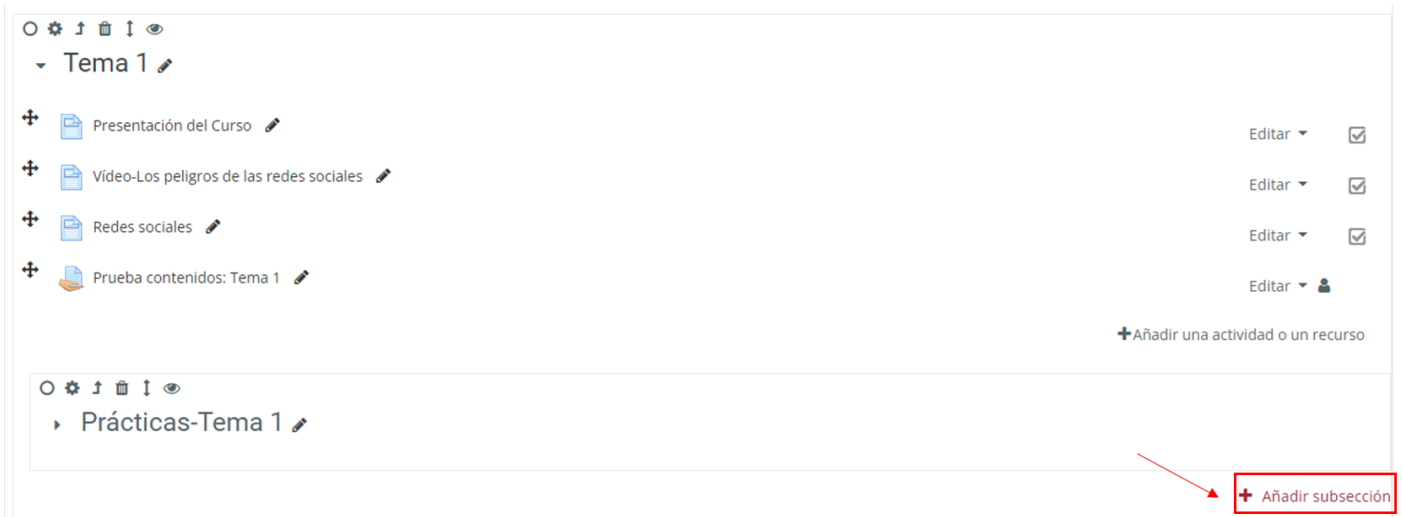 Tema 1
Presentación del Curso
Editar
Vídeo-Los peligros de las redes sociales
Editar
Redes sociales
Editar
Prueba contenidos: Tema 1
Editar
Añadir una actividad o un recurso
Prácticas-Tema 1
Añadir subsección